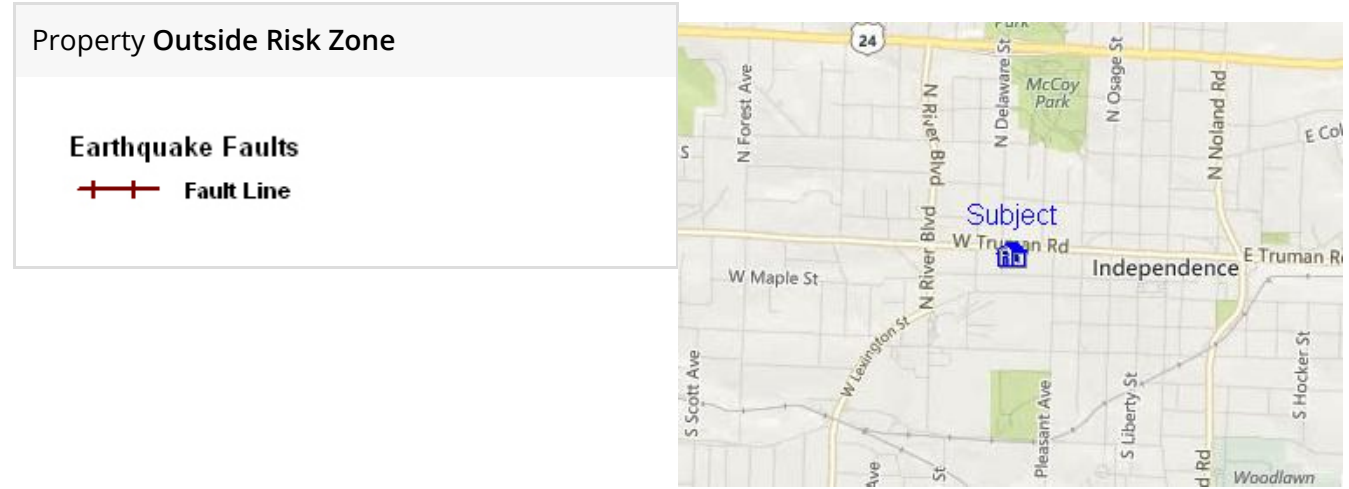 Property Outside Risk Zone
Earthquake Faults
Fault Line
24
Park
N Delaware St
McCoy
Park
N Osage St
N Forest Ave
N River Blvd
N Noland Rd
E Col
S
Subject
W Truman Rd
N River Blvd
Independence
E Truman R
W Maple St
W Lexington St
S Scott Ave
Pleasant Ave
S Liberty St
S Hocker St
Ave
St
d Rd
Woodlawn